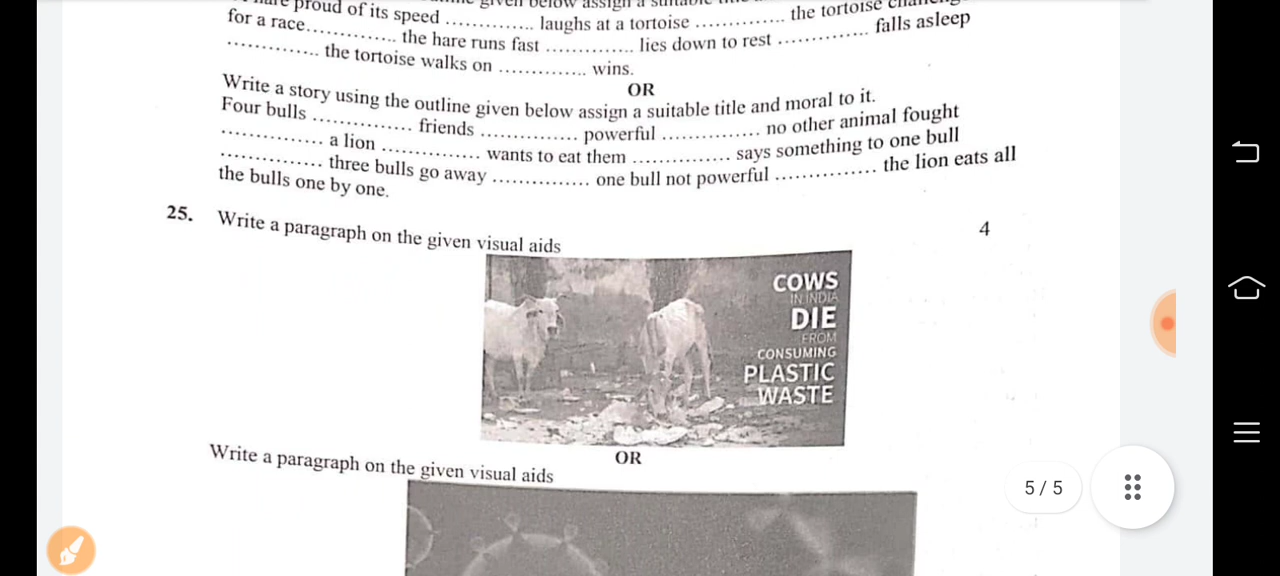 proud of its speed .............. laughs at a tortoise .............. the tortoise
for a race.............. the hare runs fast .............. lies down to rest .............. falls asleep
.............. the tortoise walks on .............. wins.
OR
Write a story using the outline given below assign a suitable title and moral to it.
Four bulls .............. friends .............. powerful .............. no other animal fought
.............. a lion .............. wants to eat them .............. says something to one bull
.............. three bulls go away .............. one bull not powerful .............. the lion eats all
the bulls one by one.
25. Write a paragraph on the given visual aids 4
COWS
IN INDIA
DIE
FROM
CONSUMING
PLASTIC
WASTE
OR
Write a paragraph on the given visual aids
5 / 5